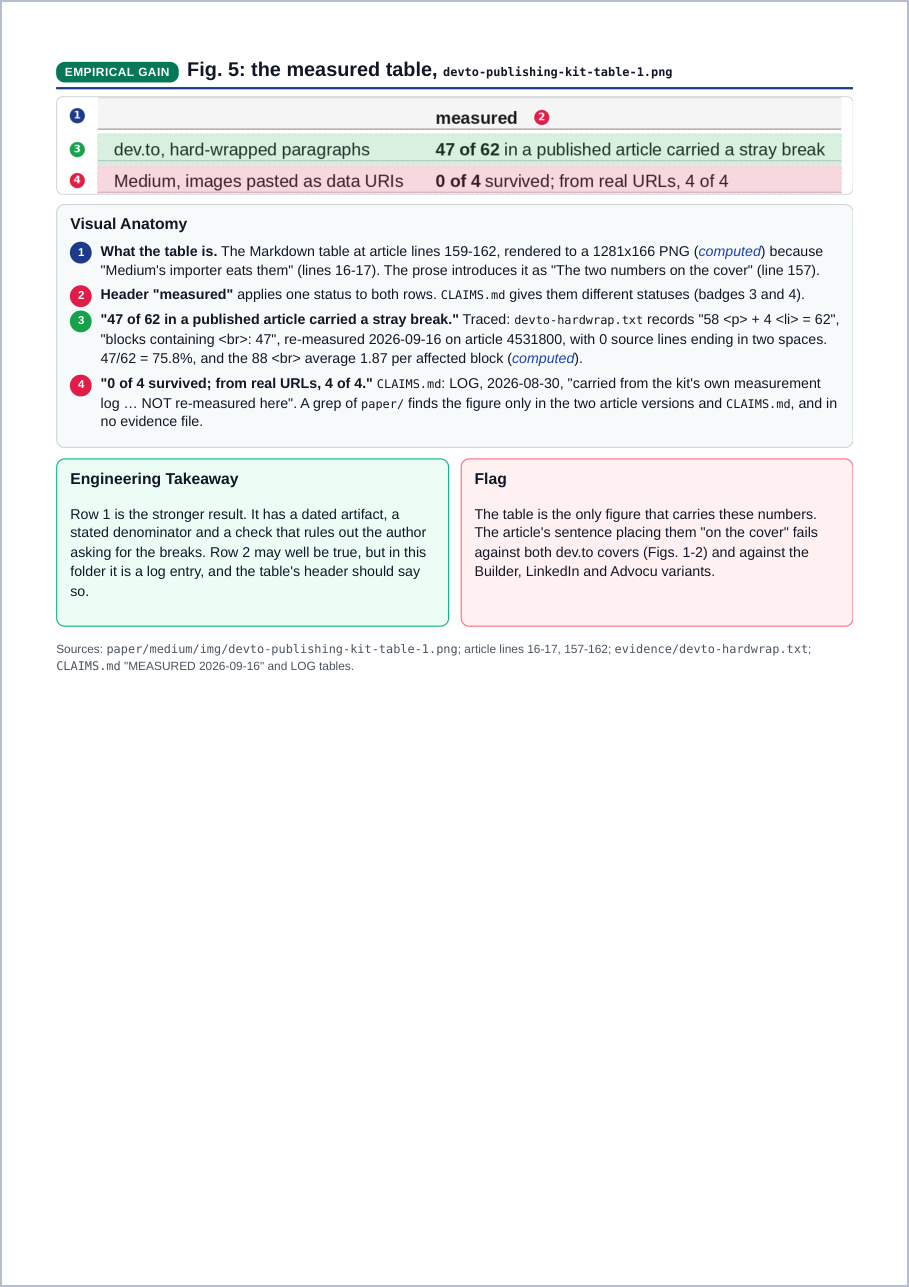 EMPIRICAL GAIN Fig. 5: the measured table, devto-publishing-kit-table-1.png
1 measured 2
3 dev.to, hard-wrapped paragraphs 47 of 62 in a published article carried a stray break
4 Medium, images pasted as data URIs 0 of 4 survived; from real URLs, 4 of 4
Visual Anatomy
1 What the table is. The Markdown table at article lines 159-162, rendered to a 1281x166 PNG (computed) because
"Medium's importer eats them" (lines 16-17). The prose introduces it as "The two numbers on the cover" (line 157).
2 Header "measured" applies one status to both rows. CLAIMS.md gives them different statuses (badges 3 and 4).
3 "47 of 62 in a published article carried a stray break." Traced: devto-hardwrap.txt records "58 <p> + 4 <li> = 62",
"blocks containing <br>: 47", re-measured 2026-09-16 on article 4531800, with 0 source lines ending in two spaces.
47/62 = 75.8%, and the 88 <br> average 1.87 per affected block (computed).
4 "0 of 4 survived; from real URLs, 4 of 4." CLAIMS.md: LOG, 2026-08-30, "carried from the kit's own measurement
log … NOT re-measured here". A grep of paper/ finds the figure only in the two article versions and CLAIMS.md, and in
no evidence file.
Engineering Takeaway
Row 1 is the stronger result. It has a dated artifact, a
stated denominator and a check that rules out the author
asking for the breaks. Row 2 may well be true, but in this
folder it is a log entry, and the table's header should say
so.
Flag
The table is the only figure that carries these numbers.
The article's sentence placing them "on the cover" fails
against both dev.to covers (Figs. 1-2) and against the
Builder, LinkedIn and Advocu variants.
Sources: paper/medium/img/devto-publishing-kit-table-1.png; article lines 16-17, 157-162; evidence/devto-hardwrap.txt;
CLAIMS.md "MEASURED 2026-09-16" and LOG tables.